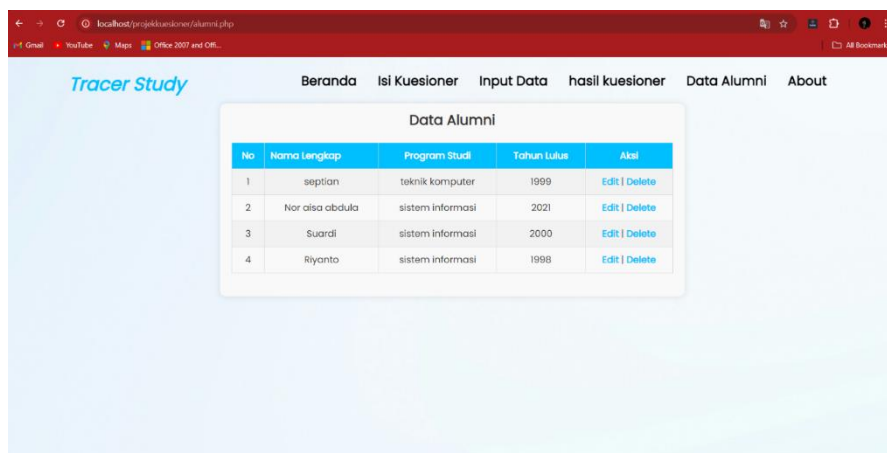 localhost/projekkuesioner/alumni.php
Gmail YouTube Maps Office 2007 and Offi... All Bookmark
Tracer Study Beranda Isi Kuesioner Input Data hasil kuesioner Data Alumni About
Data Alumni
No Nama Lengkap Program Studi Tahun Lulus Aksi
1 septian teknik komputer 1999 Edit | Delete
2 Nor aisa abdula sistem informasi 2021 Edit | Delete
3 Suardi sistem informasi 2000 Edit | Delete
4 Riyanto sistem informasi 1998 Edit | Delete